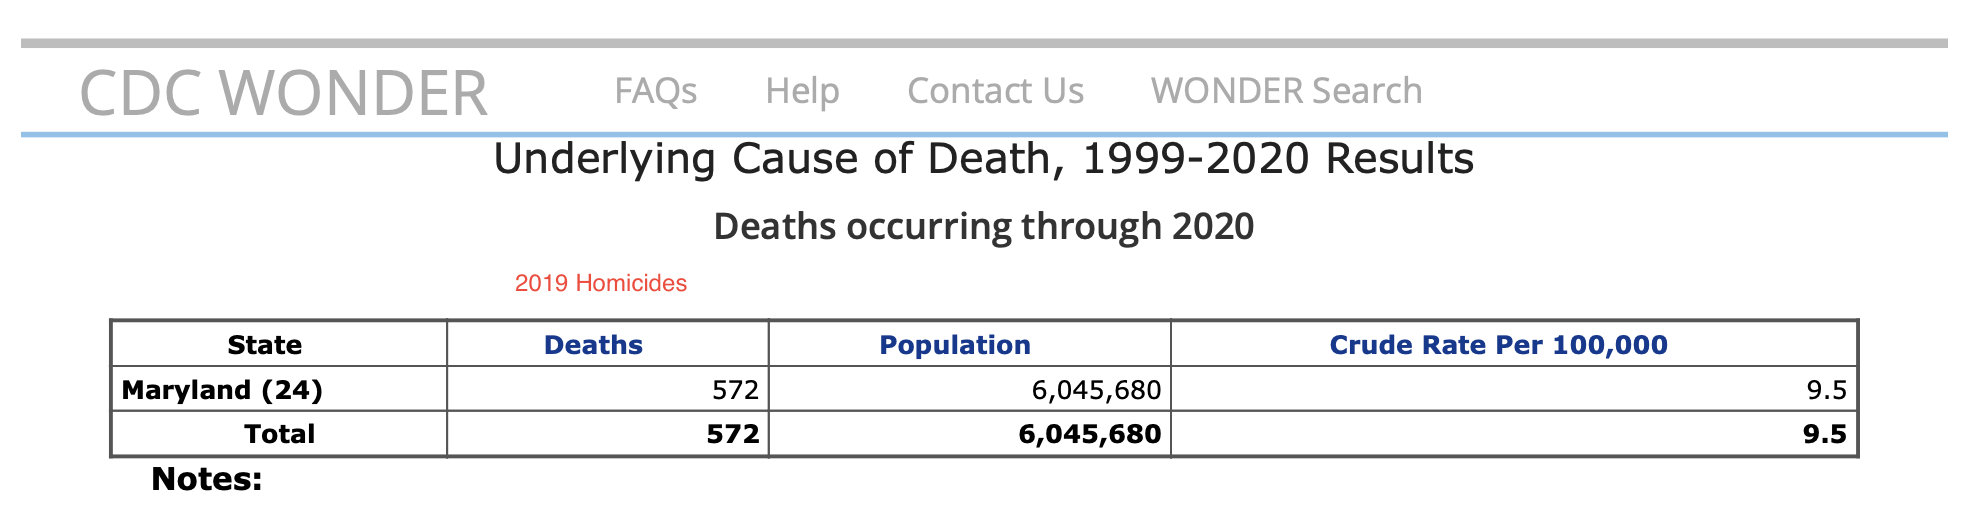 CDC WONDER FAQs Help Contact Us WONDER Search
Underlying Cause of Death, 1999-2020 Results
Deaths occurring through 2020
2019 Homicides
State Deaths Population Crude Rate Per 100,000
Maryland (24) 572 6,045,680 9.5
Total 572 6,045,680 9.5
Notes: